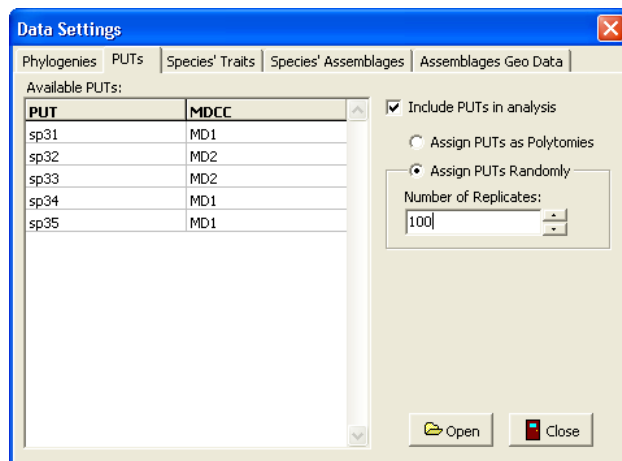 Data Settings
Phylogenies PUTs Species' Traits Species' Assemblages Assemblages Geo Data
Available PUTs:
PUT MDCC
sp31 MD1
sp32 MD2
sp33 MD2
sp34 MD1
sp35 MD1
Include PUTs in analysis
Assign PUTs as Polytomies
Assign PUTs Randomly
Number of Replicates:
100
Open Close